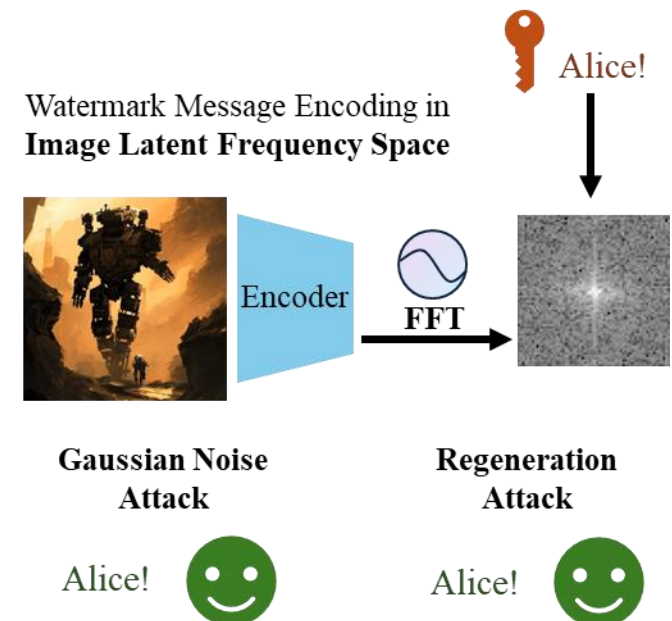 Alice!
Watermark Message Encoding in
Image Latent Frequency Space
Encoder
FFT
Gaussian Noise
Attack
Regeneration
Attack
Alice!
Alice!